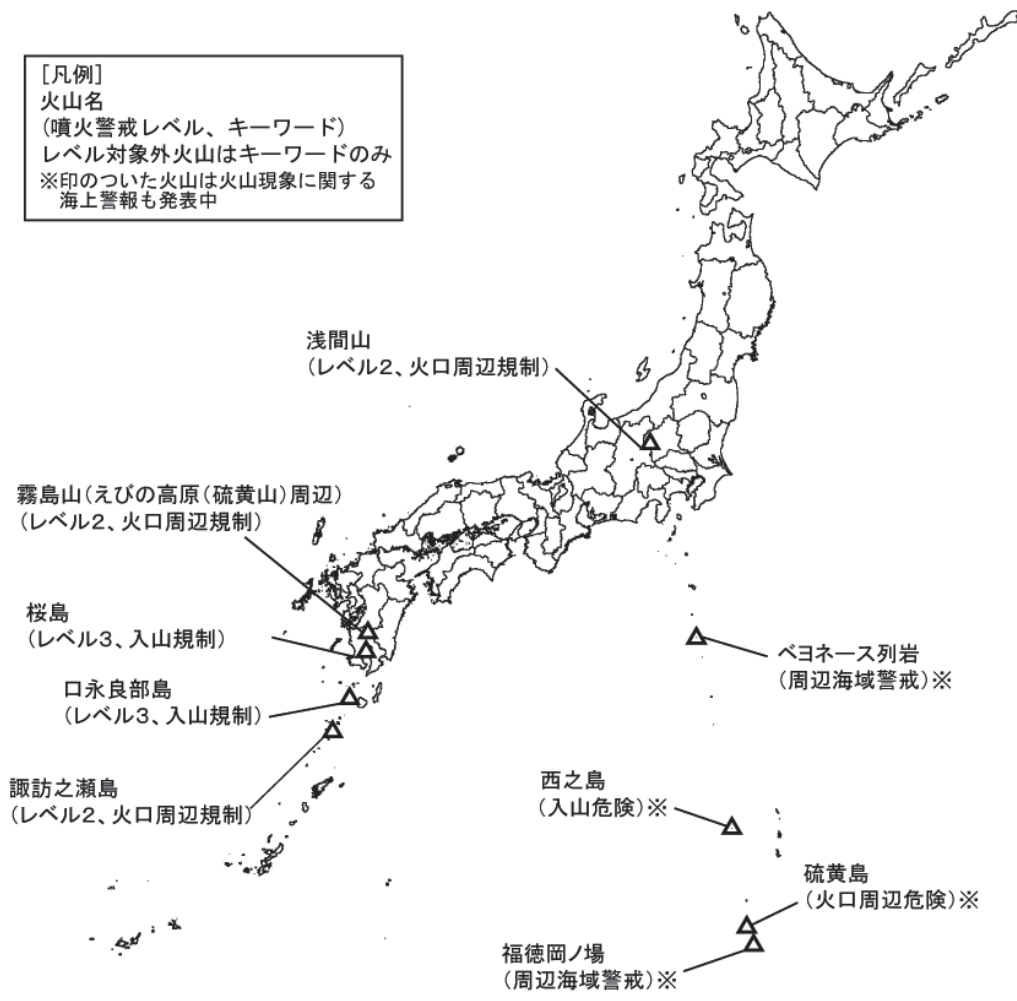 [凡例]
火山名
(噴火警戒レベル、キーワード)
レベル対象外火山はキーワードのみ
※印のついた火山は火山現象に関する
海上警報も発表中
浅間山
(レベル2、火口周辺規制)
霧島山(えびの高原(硫黄山)周辺)
(レベル2、火口周辺規制)
桜島
(レベル3、入山規制)
口永良部島
(レベル3、入山規制)
諏訪之瀬島
(レベル2、火口周辺規制)
ベヨネース列岩
(周辺海域警戒)※
西之島
(入山危険)※
硫黄島
(火口周辺危険)※
福徳岡ノ場
(周辺海域警戒)※